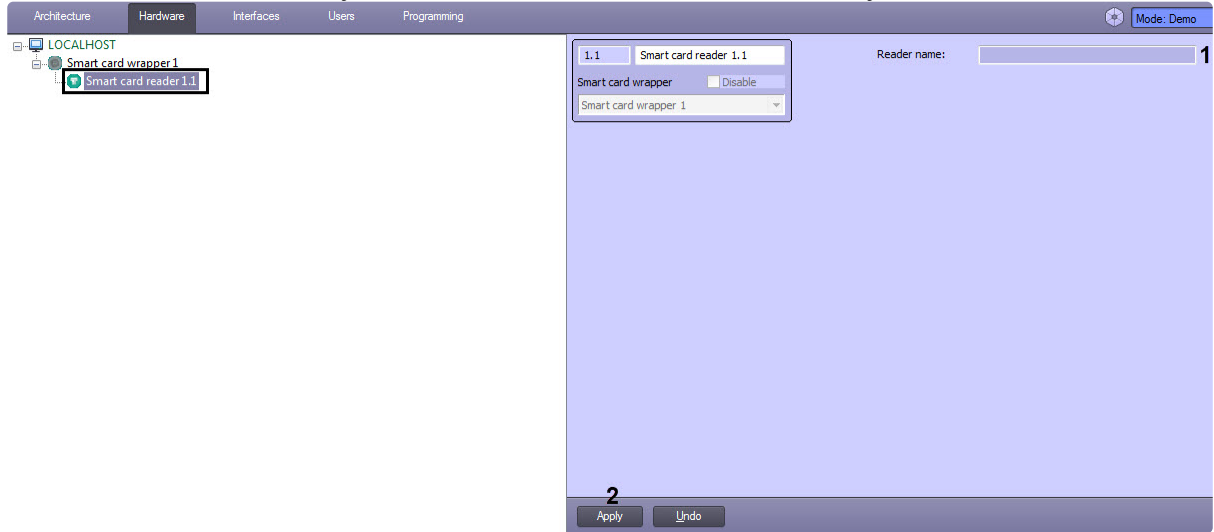 Architecture Hardware Interfaces Users Programming Mode: Demo
LOCALHOST
Smart card wrapper 1
Smart card reader 1.1
1.1 Smart card reader 1.1
Smart card wrapper Disable
Smart card wrapper 1
Reader name: 1
2
Apply Undo